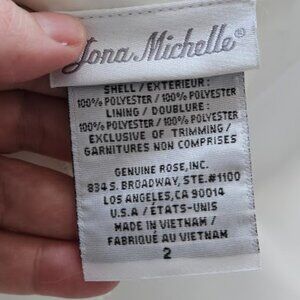 Jona Michelle®
SHELL / EXTERIEUR:
100% POLYESTER / 100% POLYESTER
LINING / DOUBLURE:
100% POLYESTER / 100% POLYESTER
EXCLUSIVE OF TRIMMING /
GARNITURES NON COMPRISES
GENUINE ROSE, INC.
834 S. BROADWAY, STE. #1100
LOS ANGELES, CA 90014
U.S.A / ÉTATS-UNIS
MADE IN VIETNAM /
FABRIQUÉ AU VIETNAM
2